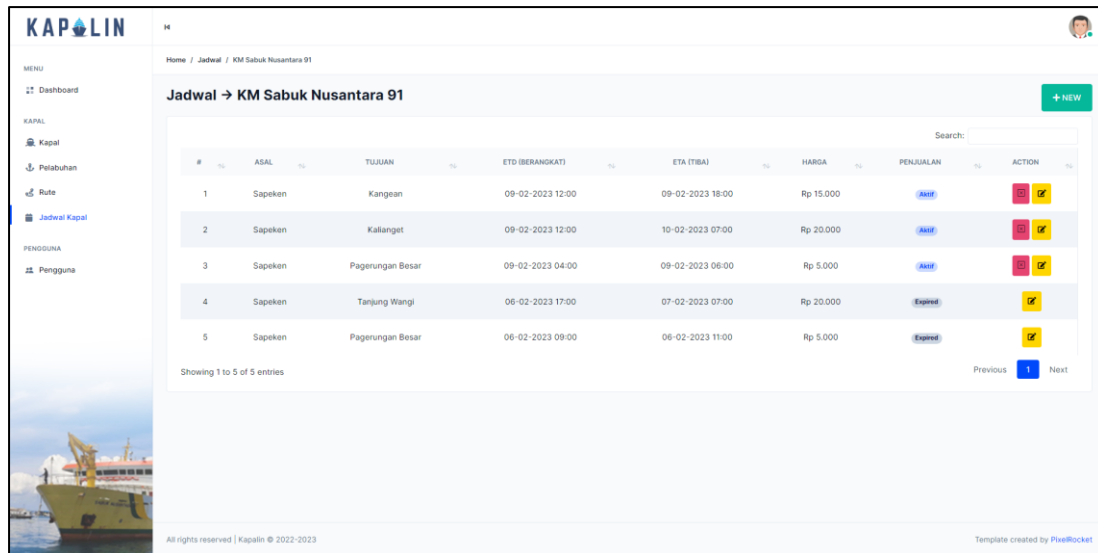 KAPALIN
MENU
Dashboard
KAPAL
Kapal
Pelabuhan
Rute
Jadwal Kapal
PENGGUNA
Pengguna
Home / Jadwal / KM Sabuk Nusantara 91
Jadwal → KM Sabuk Nusantara 91
+ NEW
Search:
# ASAL TUJUAN ETD (BERANGKAT) ETA (TIBA) HARGA PENJUALAN ACTION
1 Sapeken Kangean 09-02-2023 12:00 09-02-2023 18:00 Rp 15.000 Aktif
2 Sapeken Kalianget 09-02-2023 12:00 10-02-2023 07:00 Rp 20.000 Aktif
3 Sapeken Pagerungan Besar 09-02-2023 04:00 09-02-2023 06:00 Rp 5.000 Aktif
4 Sapeken Tanjung Wangi 06-02-2023 17:00 07-02-2023 07:00 Rp 20.000 Expired
5 Sapeken Pagerungan Besar 06-02-2023 09:00 06-02-2023 11:00 Rp 5.000 Expired
Showing 1 to 5 of 5 entries
Previous 1 Next
All rights reserved | Kapalin © 2022-2023
Template created by PixelRocket